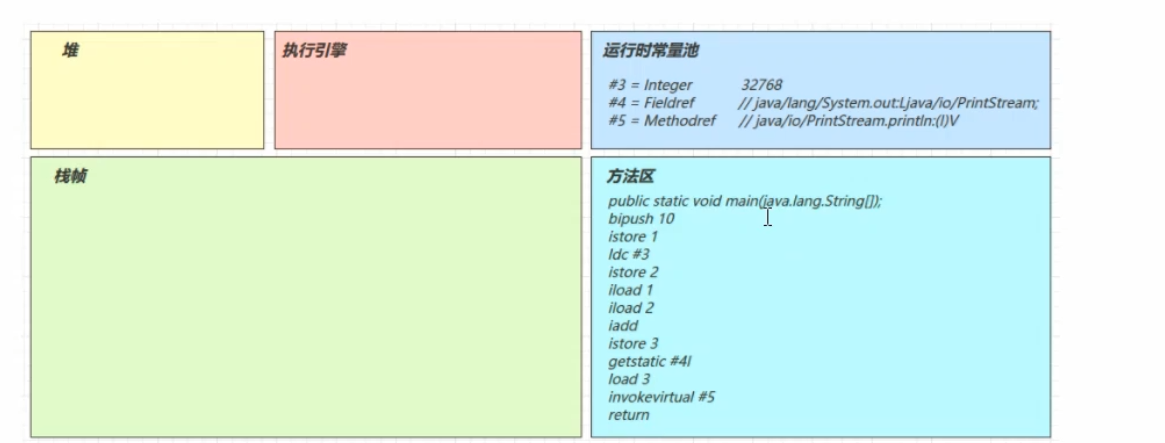 堆
执行引擎
运行时常量池
#3 = Integer 32768
#4 = Fieldref // java/lang/System.out:Ljava/io/PrintStream;
#5 = Methodref // java/io/PrintStream.println:(I)V
栈帧
方法区
public static void main(java.lang.String[]);
bipush 10
istore 1
ldc #3
istore 2
iload 1
iload 2
iadd
istore 3
getstatic #4I
load 3
invokevirtual #5
return